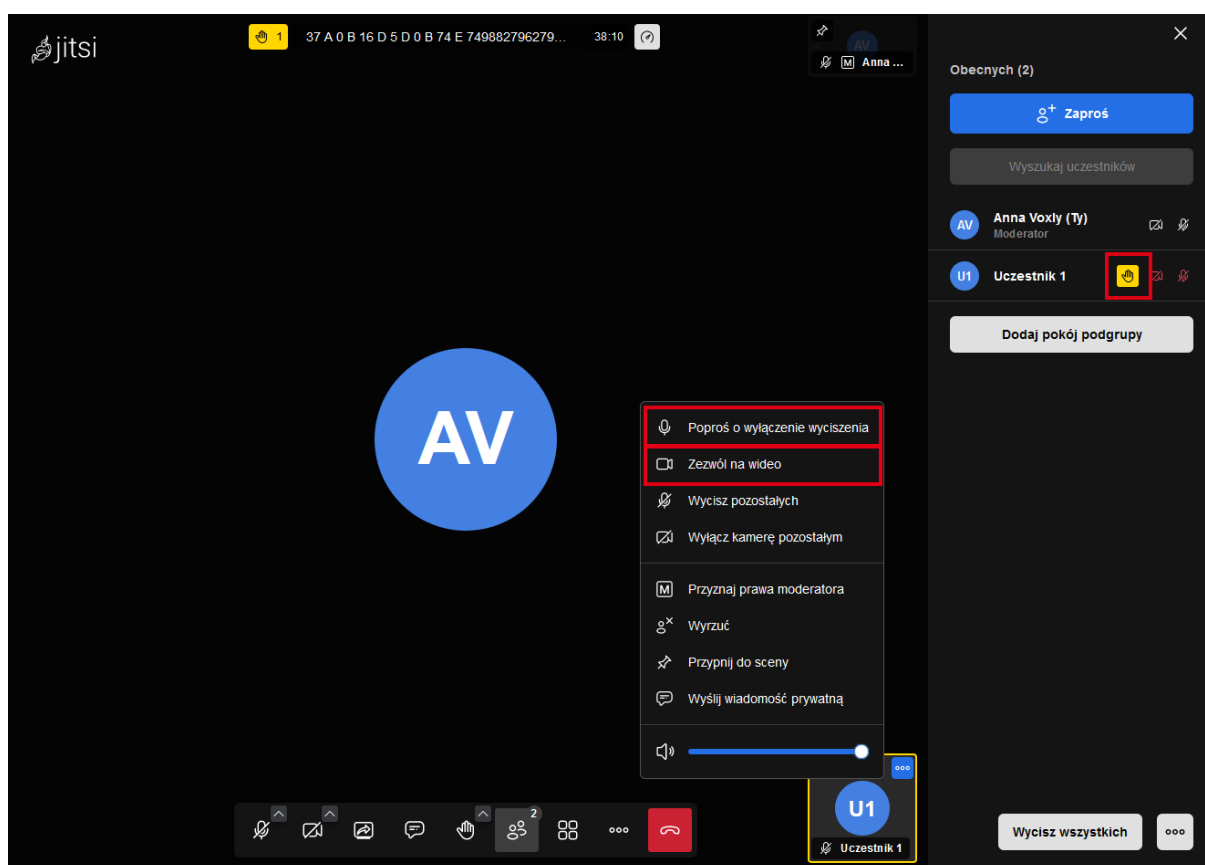 jitsi
1 37 A 0 B 16 D 5 D 0 B 74 E 749882796279... 38:10
AV
M Anna ...
Obecnych (2)
Zaproś
Wyszukaj uczestników
AV Anna Voxly (Ty)
Moderator
U1 Uczestnik 1
Dodaj pokój podgrupy
AV
Poproś o wyłączenie wyciszenia
Zezwól na wideo
Wycisz pozostałych
Wyłącz kamerę pozostałym
M Przyznaj prawa moderatora
Wyrzuć
Przypnij do sceny
Wyślij wiadomość prywatną
U1
Uczestnik 1
2
Wycisz wszystkich